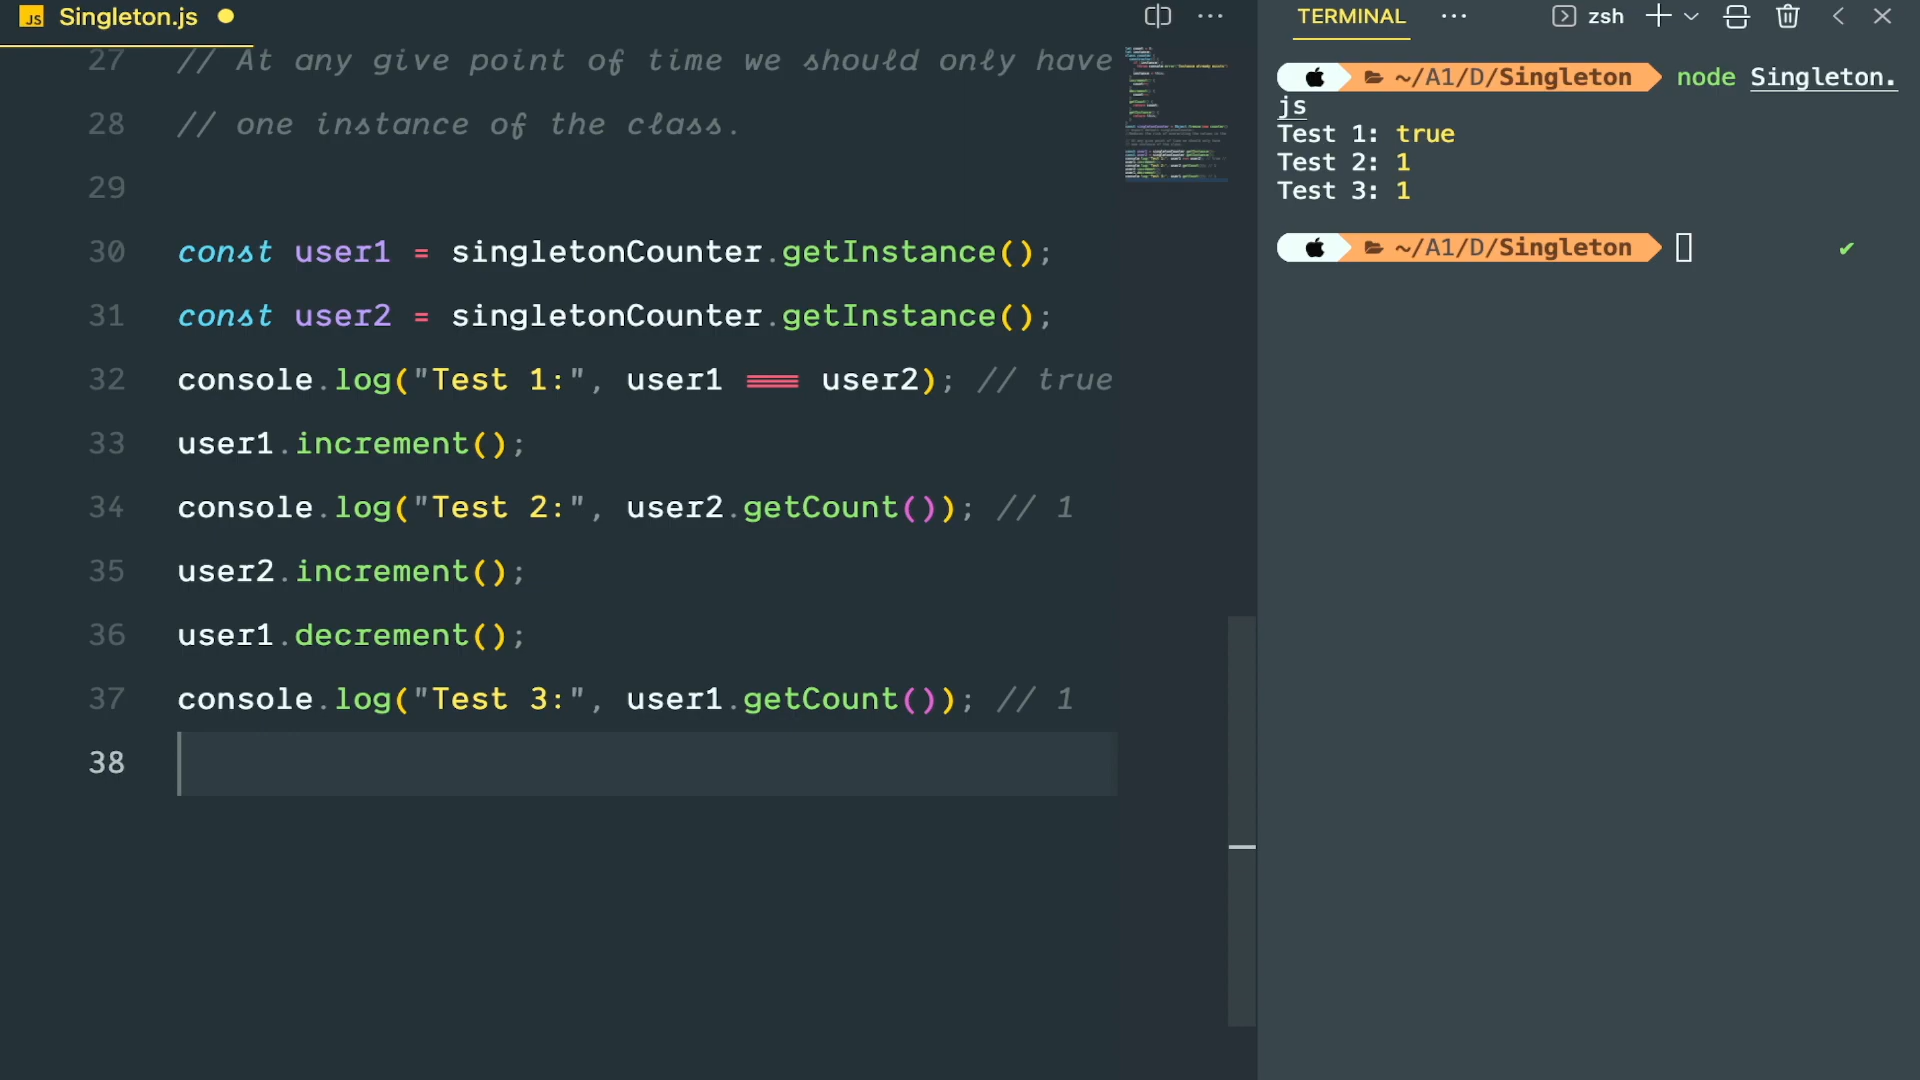 JS Singleton.js
27 // At any give point of time we should only have
28 // one instance of the class.
29
30 const user1 = singletonCounter.getInstance();
31 const user2 = singletonCounter.getInstance();
32 console.log("Test 1:", user1 === user2); // true
33 user1.increment();
34 console.log("Test 2:", user2.getCount()); // 1
35 user2.increment();
36 user1.decrement();
37 console.log("Test 3:", user1.getCount()); // 1
38
TERMINAL ··· zsh
~/A1/D/Singleton node Singleton.
js
Test 1: true
Test 2: 1
Test 3: 1
~/A1/D/Singleton